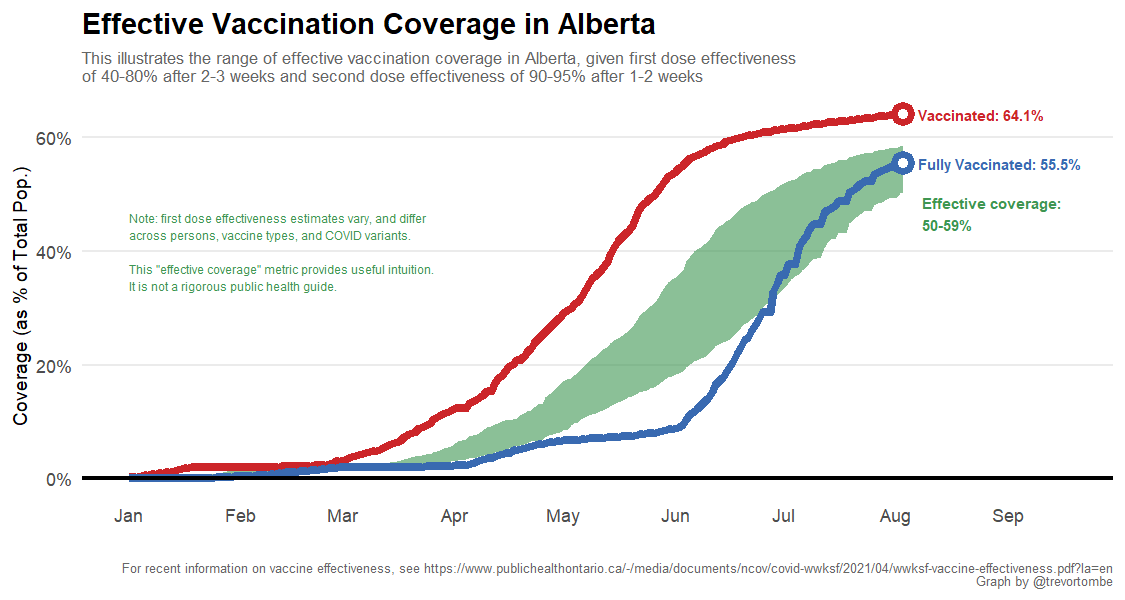 Effective Vaccination Coverage in Alberta
This illustrates the range of effective vaccination coverage in Alberta, given first dose effectiveness
of 40-80% after 2-3 weeks and second dose effectiveness of 90-95% after 1-2 weeks
Coverage (as % of Total Pop.)
60%
40%
20%
0%
Vaccinated: 64.1%
Fully Vaccinated: 55.5%
Effective coverage:
50-59%
Note: first dose effectiveness estimates vary, and differ
across persons, vaccine types, and COVID variants.
This "effective coverage" metric provides useful intuition.
It is not a rigorous public health guide.
Jan Feb Mar Apr May Jun Jul Aug Sep
For recent information on vaccine effectiveness, see https://www.publichealthontario.ca/-/media/documents/ncov/covid-wwksf/2021/04/wwksf-vaccine-effectiveness.pdf?la=en
Graph by @trevortombe